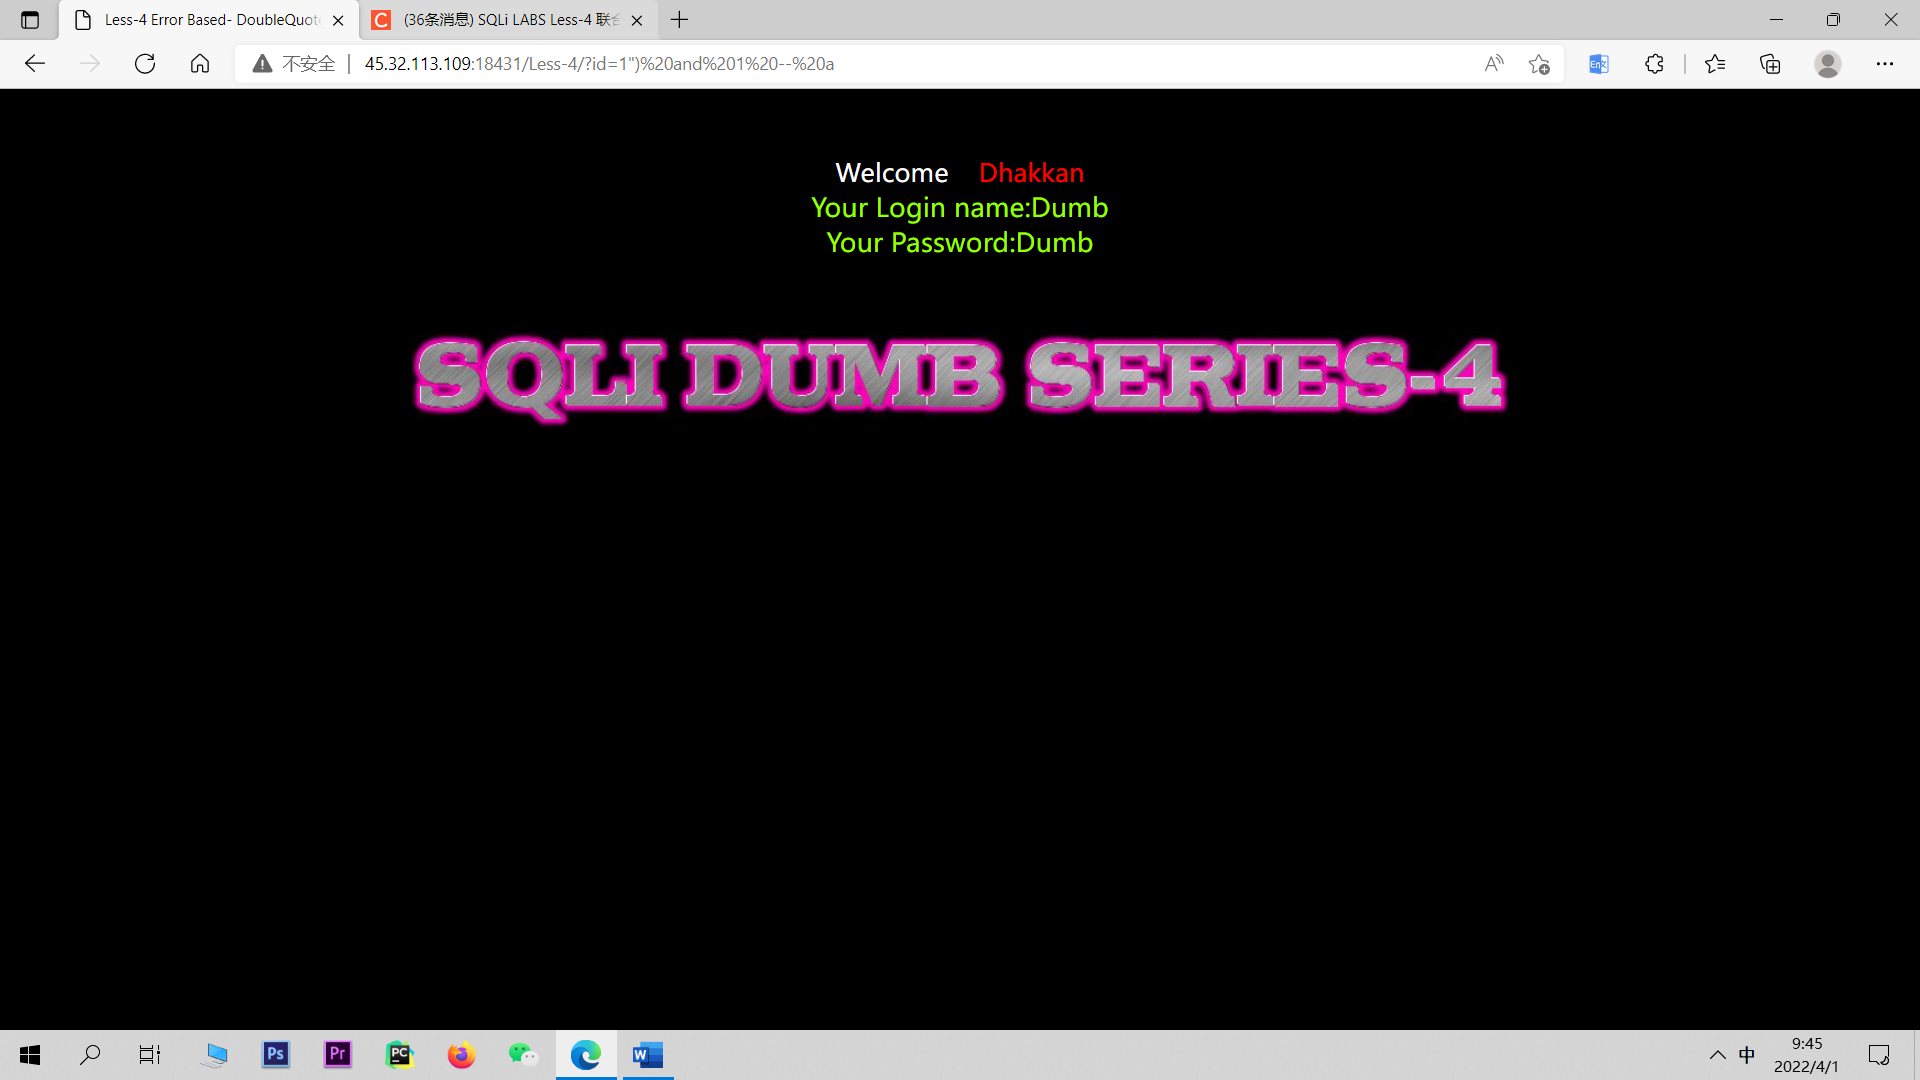 Less-4 Error Based- DoubleQuote
(36条消息) SQLi LABS Less-4 联合
不安全 45.32.113.109:18431/Less-4/?id=1")%20and%201%20--%20a
Welcome Dhakkan
Your Login name:Dumb
Your Password:Dumb
SQLI DUMB SERIES-4
中
9:45
2022/4/1